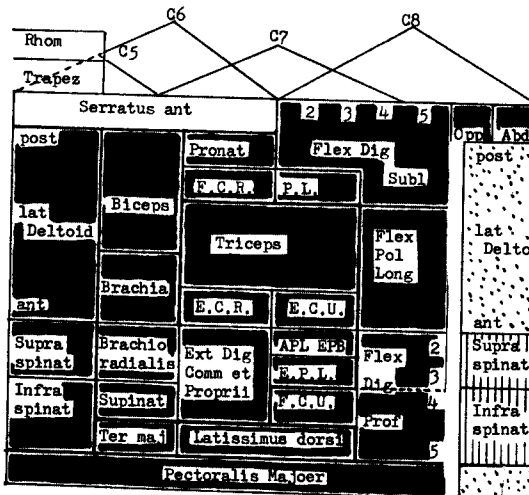 C6
C8
Rhom
C5
C7
Trapez
Serratus ant
2 3 4 5
Opp Abd
post
Pronat
Flex Dig
post
F.C.R. P.L.
Subl
Biceps
lat
Deltoid
Triceps
Flex
Pol
Long
lat
Delto
Brachia
ant
E.C.R. E.C.U.
ant
Supra
spinat
Brachio
radialis
Ext Dig
Comm et
Proprii
APL EPB
Flex
Dig
2
3
Supra
spinat
E.P.L.
Infra
spinat
Supinat
F.C.U.
Prof
4
5
Infra
spinat
Ter maj
Latissimus dorsi
Pectoralis Majoer